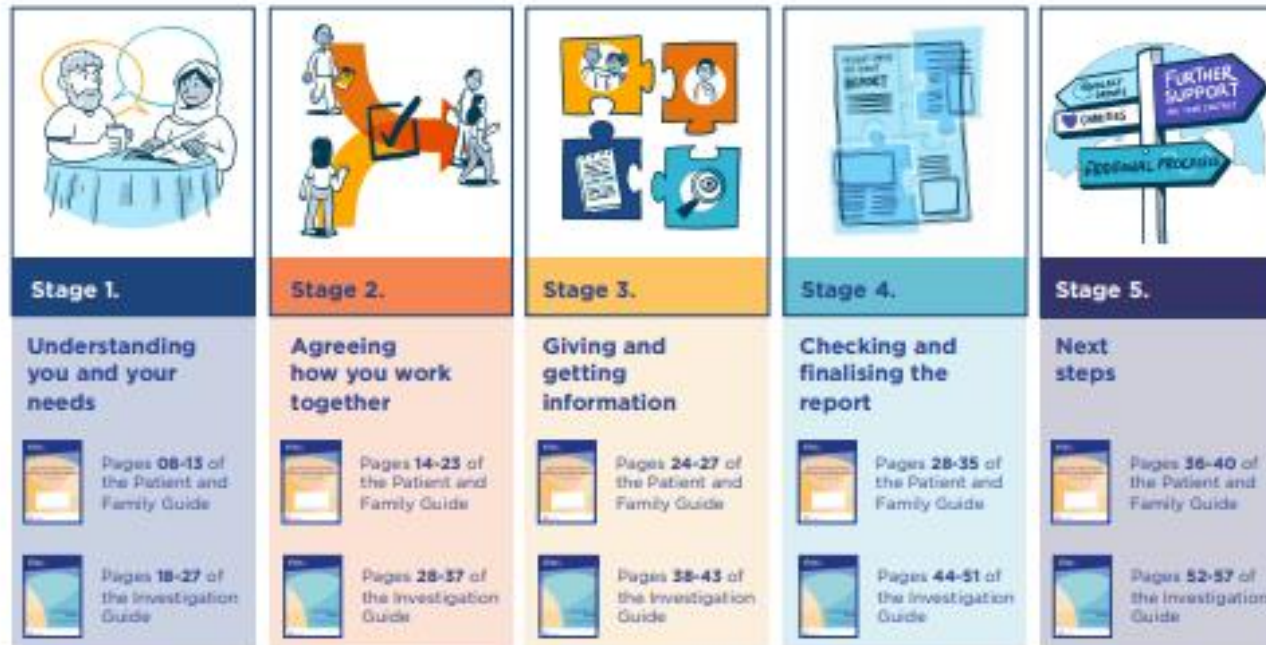 REPORT
FURTHER
SUPPORT
CHARITIES
ADDITIONAL PROCESSES
Stage 1.
Understanding
you and your
needs
Pages 08-13 of
the Patient and
Family Guide
Pages 18-27 of
the Investigation
Guide
Stage 2.
Agreeing
how you work
together
Pages 14-23 of
the Patient and
Family Guide
Pages 28-37 of
the Investigation
Guide
Stage 3.
Giving and
getting
information
Pages 24-27 of
the Patient and
Family Guide
Pages 38-43 of
the Investigation
Guide
Stage 4.
Checking and
finalising the
report
Pages 28-35 of
the Patient and
Family Guide
Pages 44-51 of
the Investigation
Guide
Stage 5.
Next
steps
Pages 36-40 of
the Patient and
Family Guide
Pages 52-57 of
the Investigation
Guide